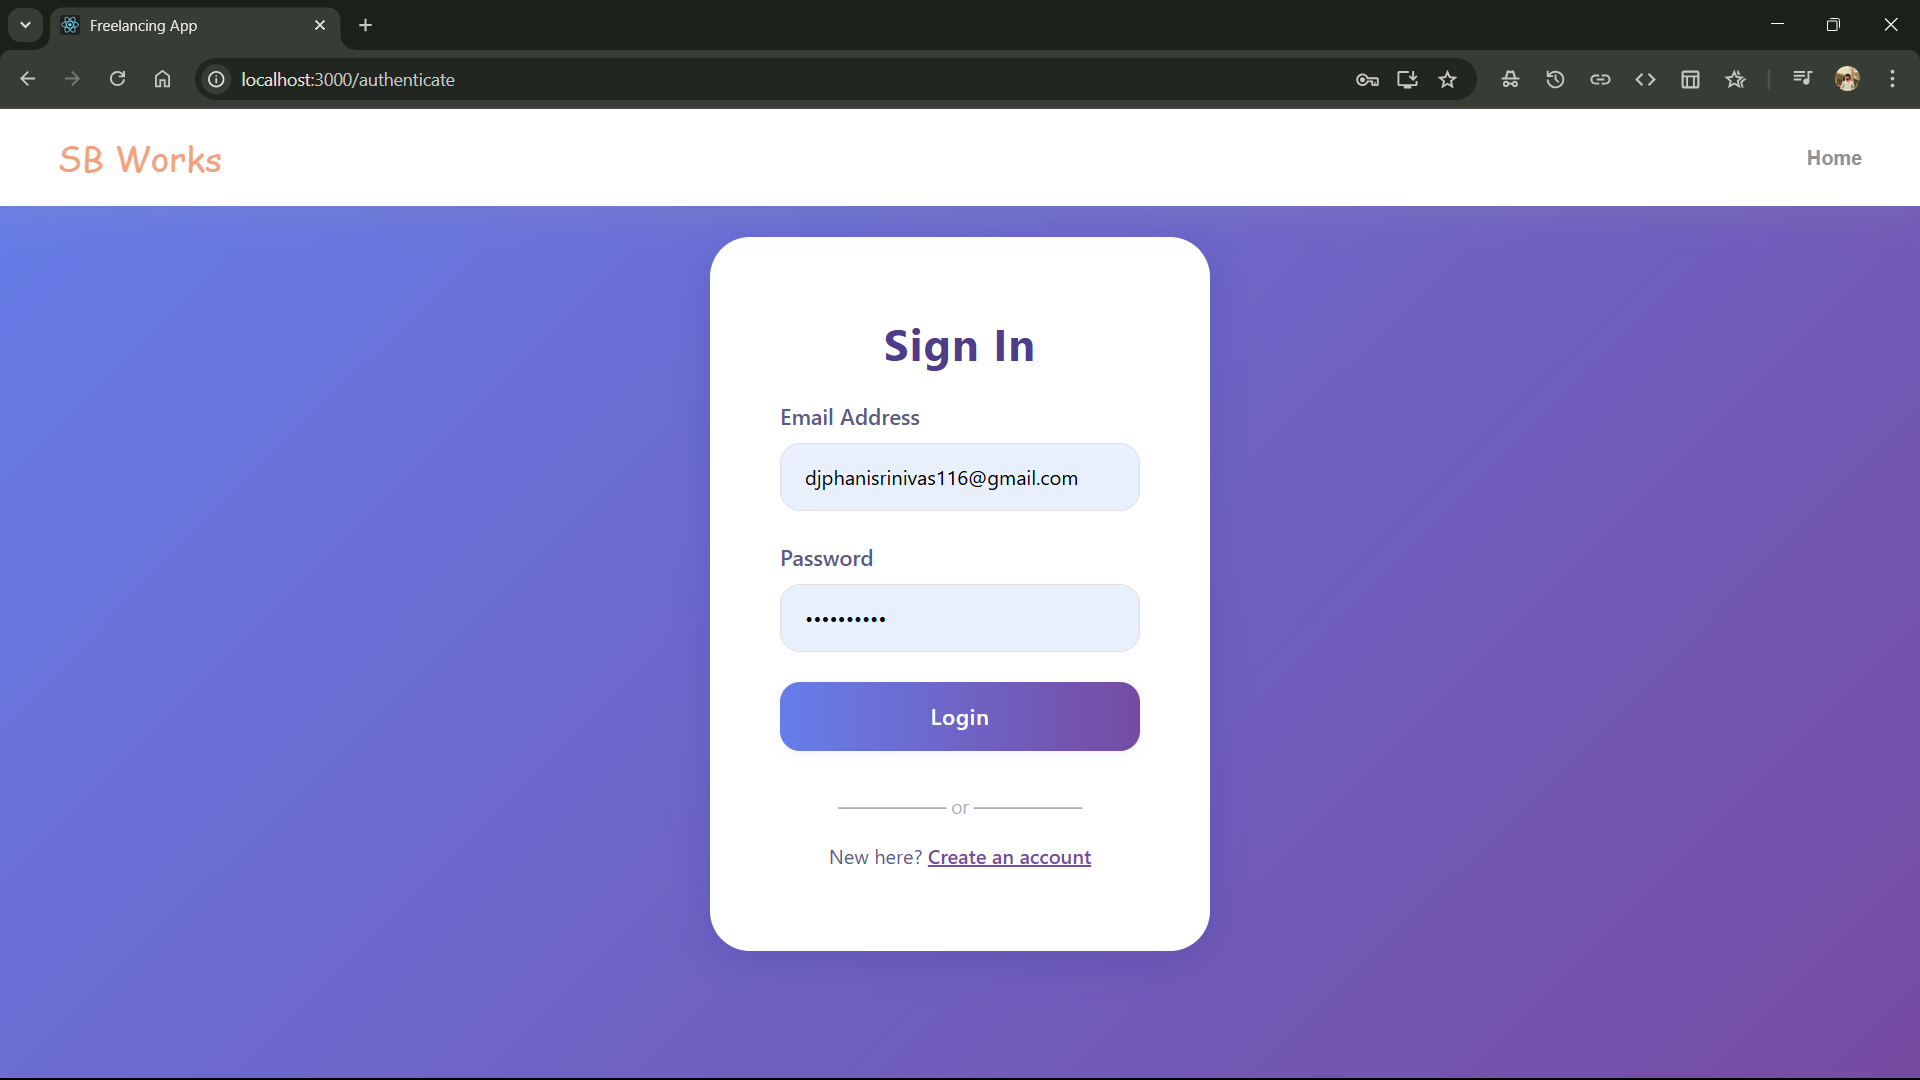 Freelancing App
localhost:3000/authenticate
SB Works
Home
Sign In
Email Address
djphanisrinivas116@gmail.com
Password
••••••••••
Login
or
New here? Create an account